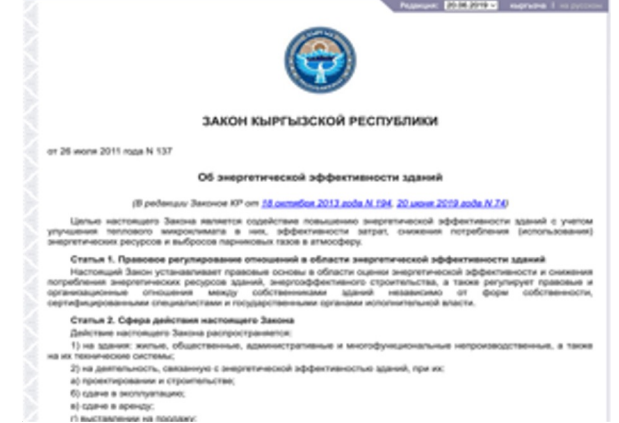 Редакция: 20.06.2019 кыргызча | на русском
ЗАКОН КЫРГЫЗСКОЙ РЕСПУБЛИКИ
от 26 июля 2011 года N 137
Об энергетической эффективности зданий
(В редакции Законов КР от 18 октября 2013 года N 194, 20 июня 2019 года N 74)
Целью настоящего Закона является содействие повышению энергетической эффективности зданий с учетом
улучшения теплового микроклимата в них, эффективности затрат, снижения потребления (использования)
энергетических ресурсов и выбросов парниковых газов в атмосферу.
Статья 1. Правовое регулирование отношений в области энергетической эффективности зданий
Настоящий Закон устанавливает правовые основы в области оценки энергетической эффективности и снижения
потребления энергетических ресурсов зданий, энергоэффективного строительства, а также регулирует правовые и
организационные отношения между собственниками зданий независимо от форм собственности,
сертифицированными специалистами и государственными органами исполнительной власти.
Статья 2. Сфера действия настоящего Закона
Действие настоящего Закона распространяется:
1) на здания: жилые, общественные, административные и многофункциональные непроизводственные, а также
на их технические системы;
2) на деятельность, связанную с энергетической эффективностью зданий, при их:
а) проектировании и строительстве;
б) сдаче в эксплуатацию;
в) сдаче в аренду;
г) выставлении на продажу;